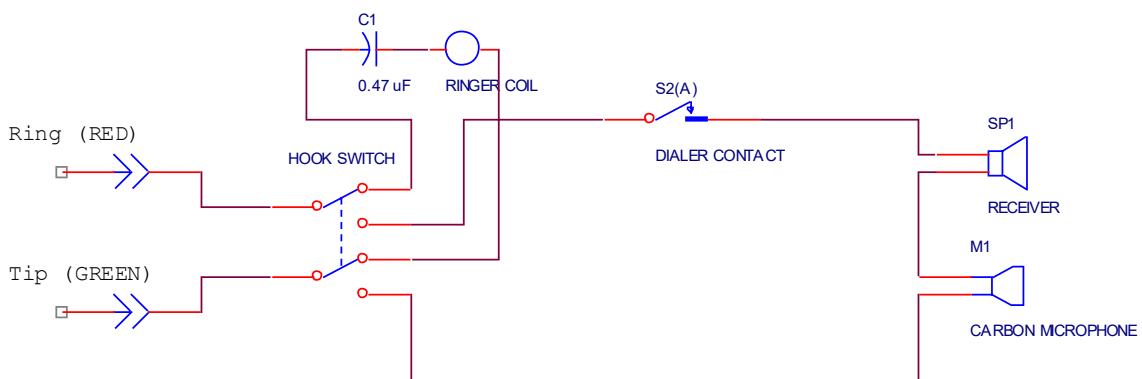 C1
0.47 uF
RINGER COIL
S2(A)
DIALER CONTACT
Ring (RED)
HOOK SWITCH
SP1
RECEIVER
Tip (GREEN)
M1
CARBON MICROPHONE